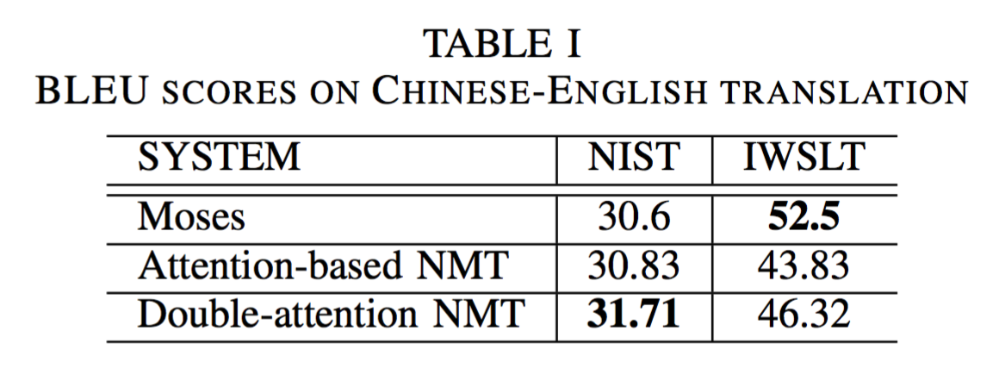 TABLE I
BLEU SCORES ON CHINESE-ENGLISH TRANSLATION
SYSTEM NIST IWSLT
Moses 30.6 52.5
Attention-based NMT 30.83 43.83
Double-attention NMT 31.71 46.32